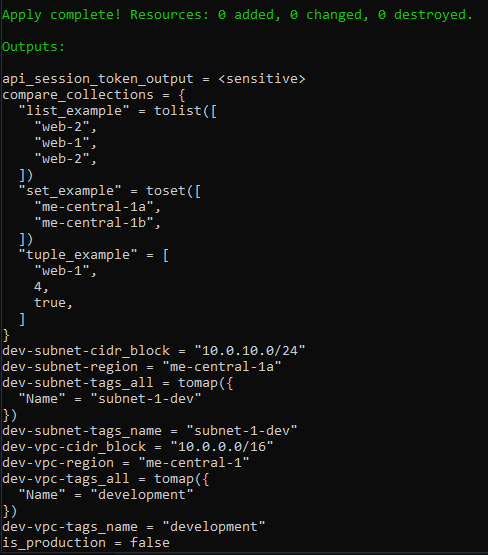 Apply complete! Resources: 0 added, 0 changed, 0 destroyed.
Outputs:
api_session_token_output = <sensitive>
compare_collections = {
  "list_example" = tolist([
    "web-2",
    "web-1",
    "web-2",
  ])
  "set_example" = toset([
    "me-central-1a",
    "me-central-1b",
  ])
  "tuple_example" = [
    "web-1",
    4,
    true,
  ]
}
dev-subnet-cidr_block = "10.0.10.0/24"
dev-subnet-region = "me-central-1a"
dev-subnet-tags_all = tomap({
  "Name" = "subnet-1-dev"
})
dev-subnet-tags_name = "subnet-1-dev"
dev-vpc-cidr_block = "10.0.0.0/16"
dev-vpc-region = "me-central-1"
dev-vpc-tags_all = tomap({
  "Name" = "development"
})
dev-vpc-tags_name = "development"
is_production = false